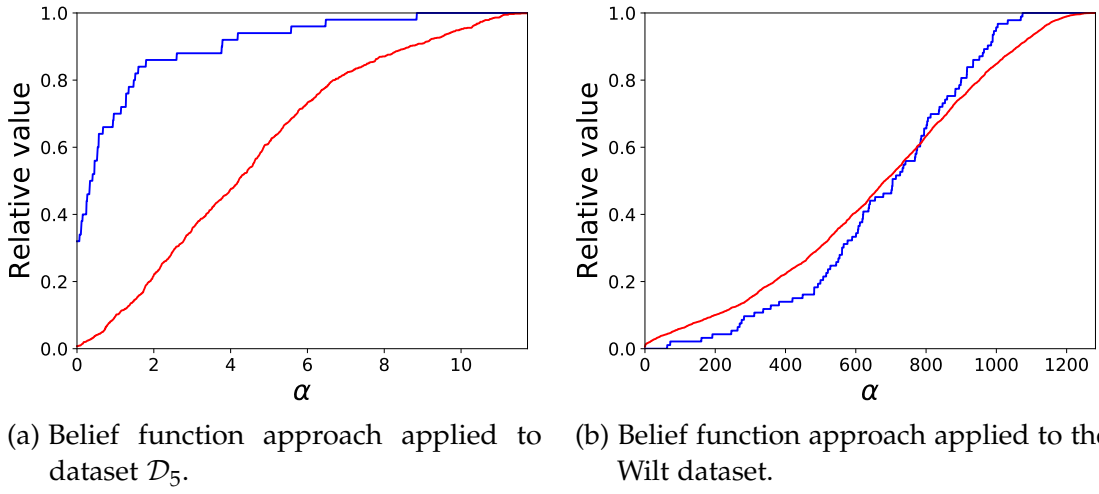 1.0
0.8
0.6
0.4
0.2
0.0
Relative value
0 2 4 6 8 10
α
(a) Belief function approach applied to
dataset D₅.
1.0
0.8
0.6
0.4
0.2
0.0
Relative value
0 200 400 600 800 1000 1200
α
(b) Belief function approach applied to the
Wilt dataset.